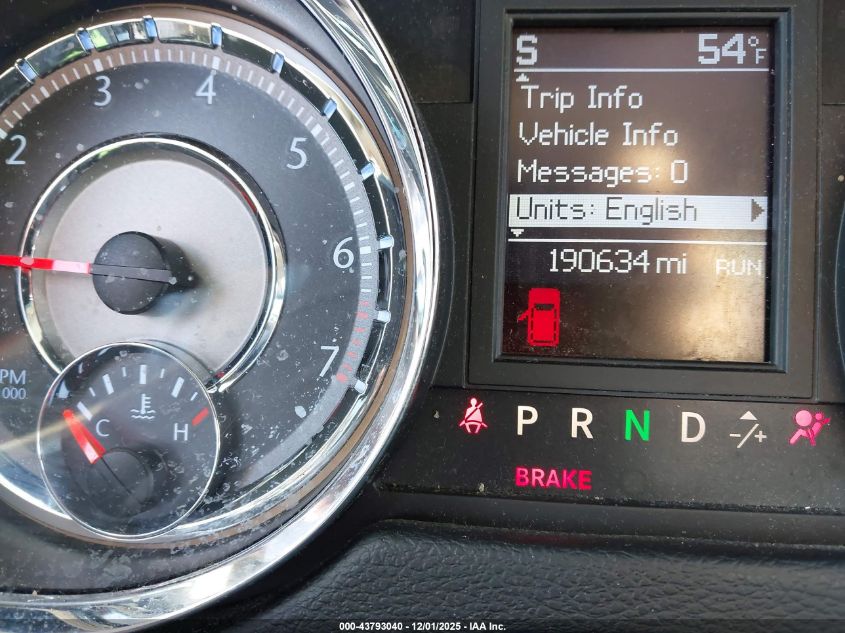 S 54°F
Trip Info
Vehicle Info
Messages: 0
Units: English
190634 mi RUN
2 3 4 5 6 7
PM
000
C H
P R N D -/+
BRAKE
000-43793040 - 12/01/2025 - IAA Inc.